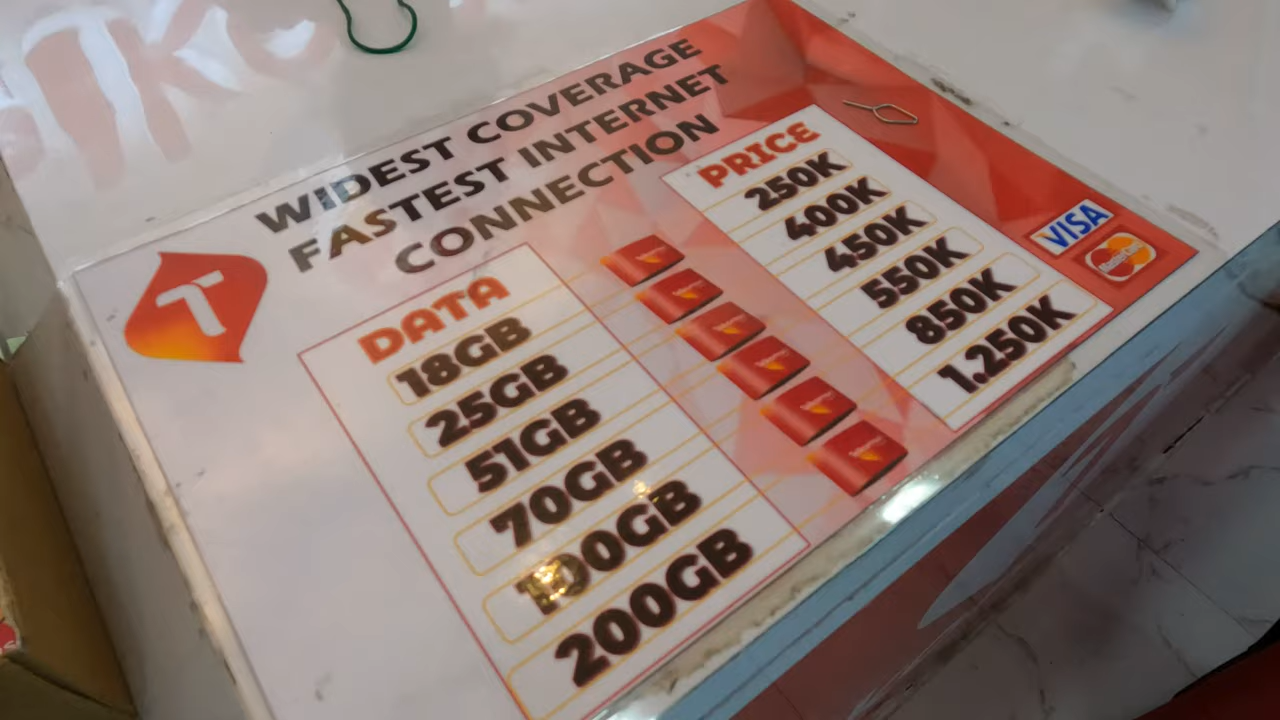 WIDEST COVERAGE
FASTEST INTERNET
CONNECTION
T
DATA
18GB
25GB
51GB
70GB
100GB
200GB
PRICE
250K
400K
450K
550K
850K
1.250K
VISA
MasterCard